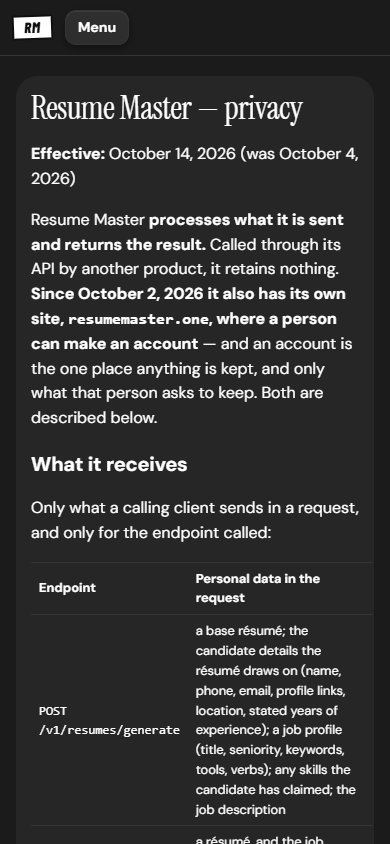 RM
Menu
Resume Master — privacy
Effective: October 14, 2026 (was October 4,
2026)
Resume Master processes what it is sent
and returns the result. Called through its
API by another product, it retains nothing.
Since October 2, 2026 it also has its own
site, resumemaster.one, where a person
can make an account — and an account is
the one place anything is kept, and only
what that person asks to keep. Both are
described below.
What it receives
Only what a calling client sends in a request,
and only for the endpoint called:
Endpoint
Personal data in the
request
POST
/v1/resumes/generate
a base résumé; the
candidate details the
résumé draws on (name,
phone, email, profile links,
location, stated years of
experience); a job profile
(title, seniority, keywords,
tools, verbs); any skills the
candidate has claimed; the
job description
a résumé, and the job